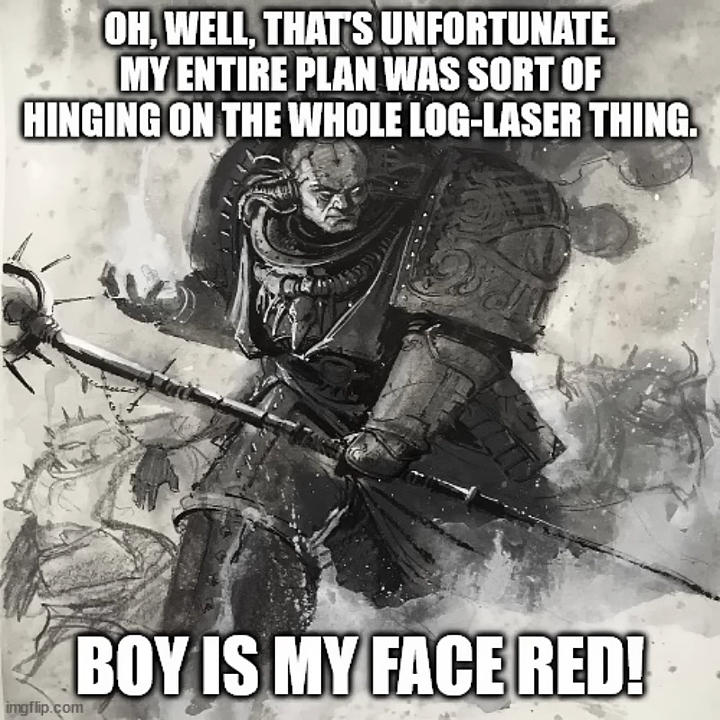 OH, WELL, THAT'S UNFORTUNATE.
MY ENTIRE PLAN WAS SORT OF
HINGING ON THE WHOLE LOG-LASER THING.
BOY IS MY FACE RED!
imgflip.com